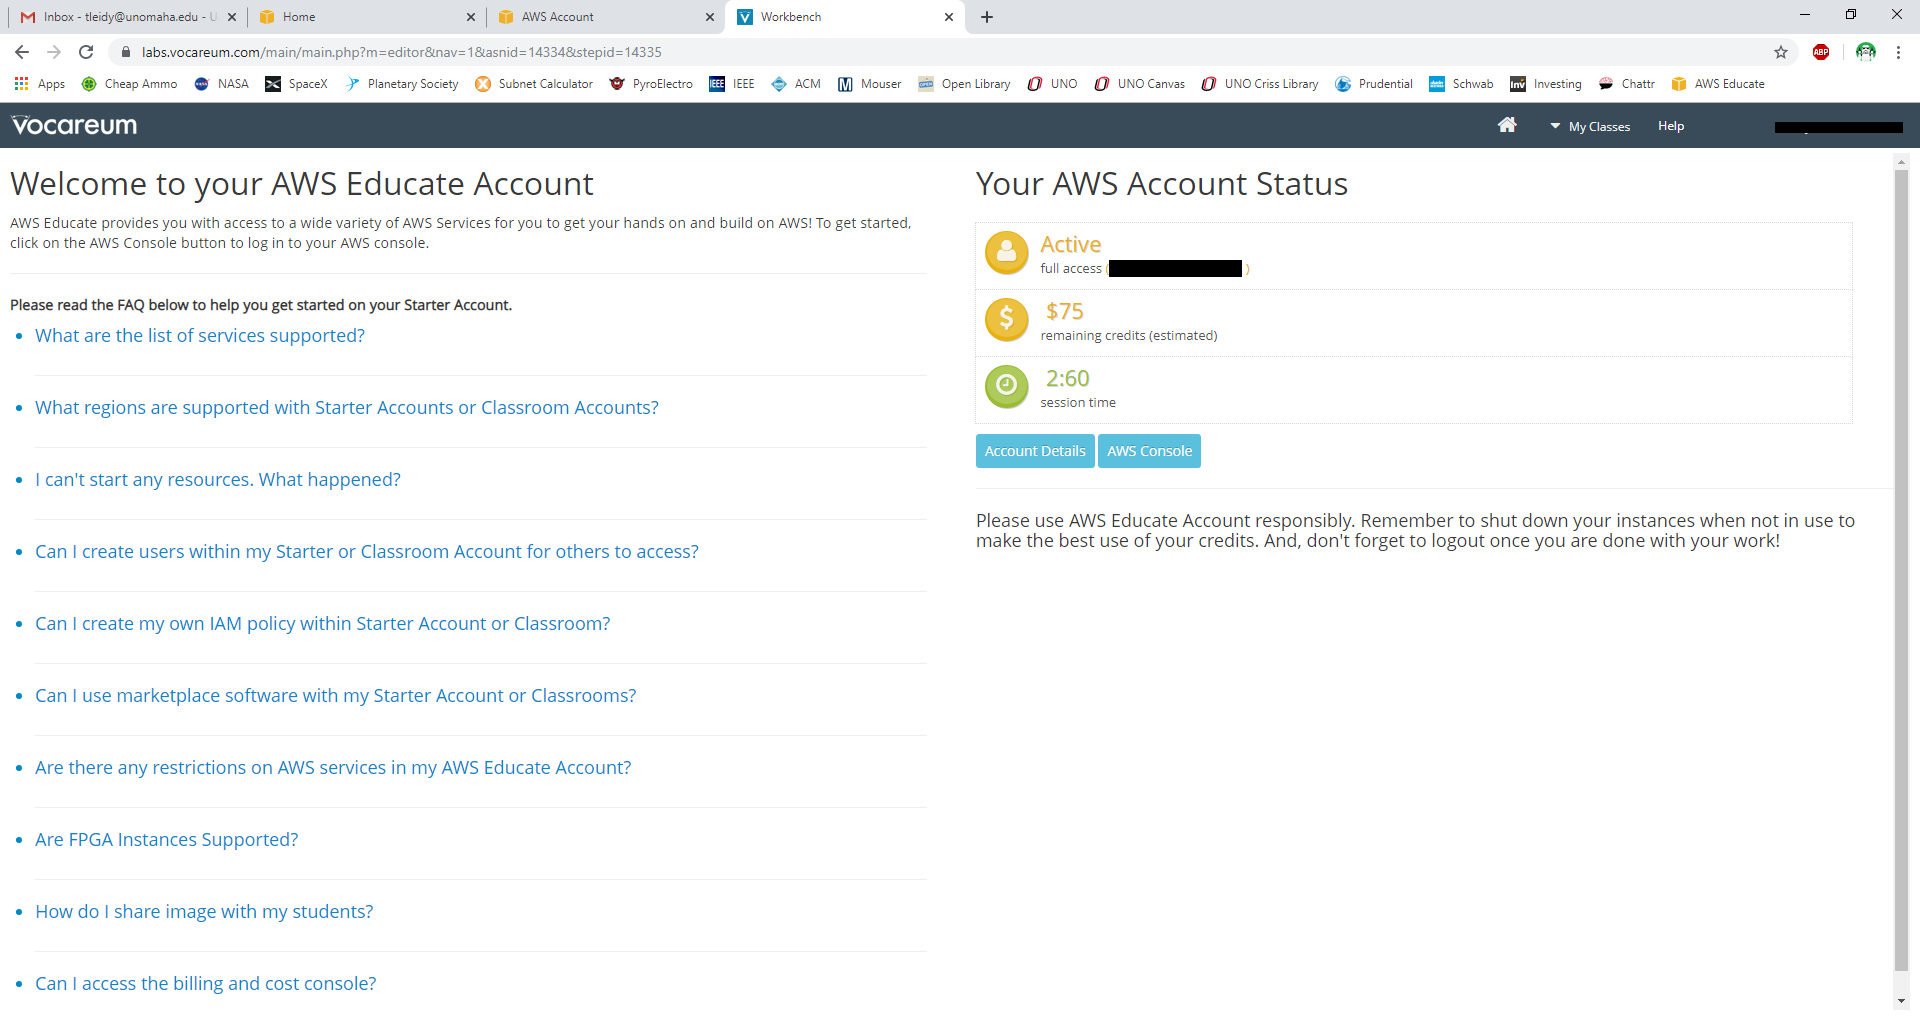 Inbox - tleidy@unomaha.edu - U
Home
AWS Account
Workbench
labs.vocareum.com/main/main.php?m=editor&nav=1&asnid=14334&stepid=14335
ABP
Apps
Cheap Ammo
NASA
SpaceX
Planetary Society
Subnet Calculator
PyroElectro
IEEE
IEEE
ACM
M
Mouser
Open Library
UNO
UNO Canvas
UNO Criss Library
Prudential
Schwab
Inv
Investing
Chattr
AWS Educate
vocareum
My Classes
Help
Welcome to your AWS Educate Account
AWS Educate provides you with access to a wide variety of AWS Services for you to get your hands on and build on AWS! To get started,
click on the AWS Console button to log in to your AWS console.
Please read the FAQ below to help you get started on your Starter Account.
What are the list of services supported?
What regions are supported with Starter Accounts or Classroom Accounts?
I can't start any resources. What happened?
Can I create users within my Starter or Classroom Account for others to access?
Can I create my own IAM policy within Starter Account or Classroom?
Can I use marketplace software with my Starter Account or Classrooms?
Are there any restrictions on AWS services in my AWS Educate Account?
Are FPGA Instances Supported?
How do I share image with my students?
Can I access the billing and cost console?
Your AWS Account Status
Active
full access ( )
$75
remaining credits (estimated)
2:60
session time
Account Details
AWS Console
Please use AWS Educate Account responsibly. Remember to shut down your instances when not in use to
make the best use of your credits. And, don't forget to logout once you are done with your work!